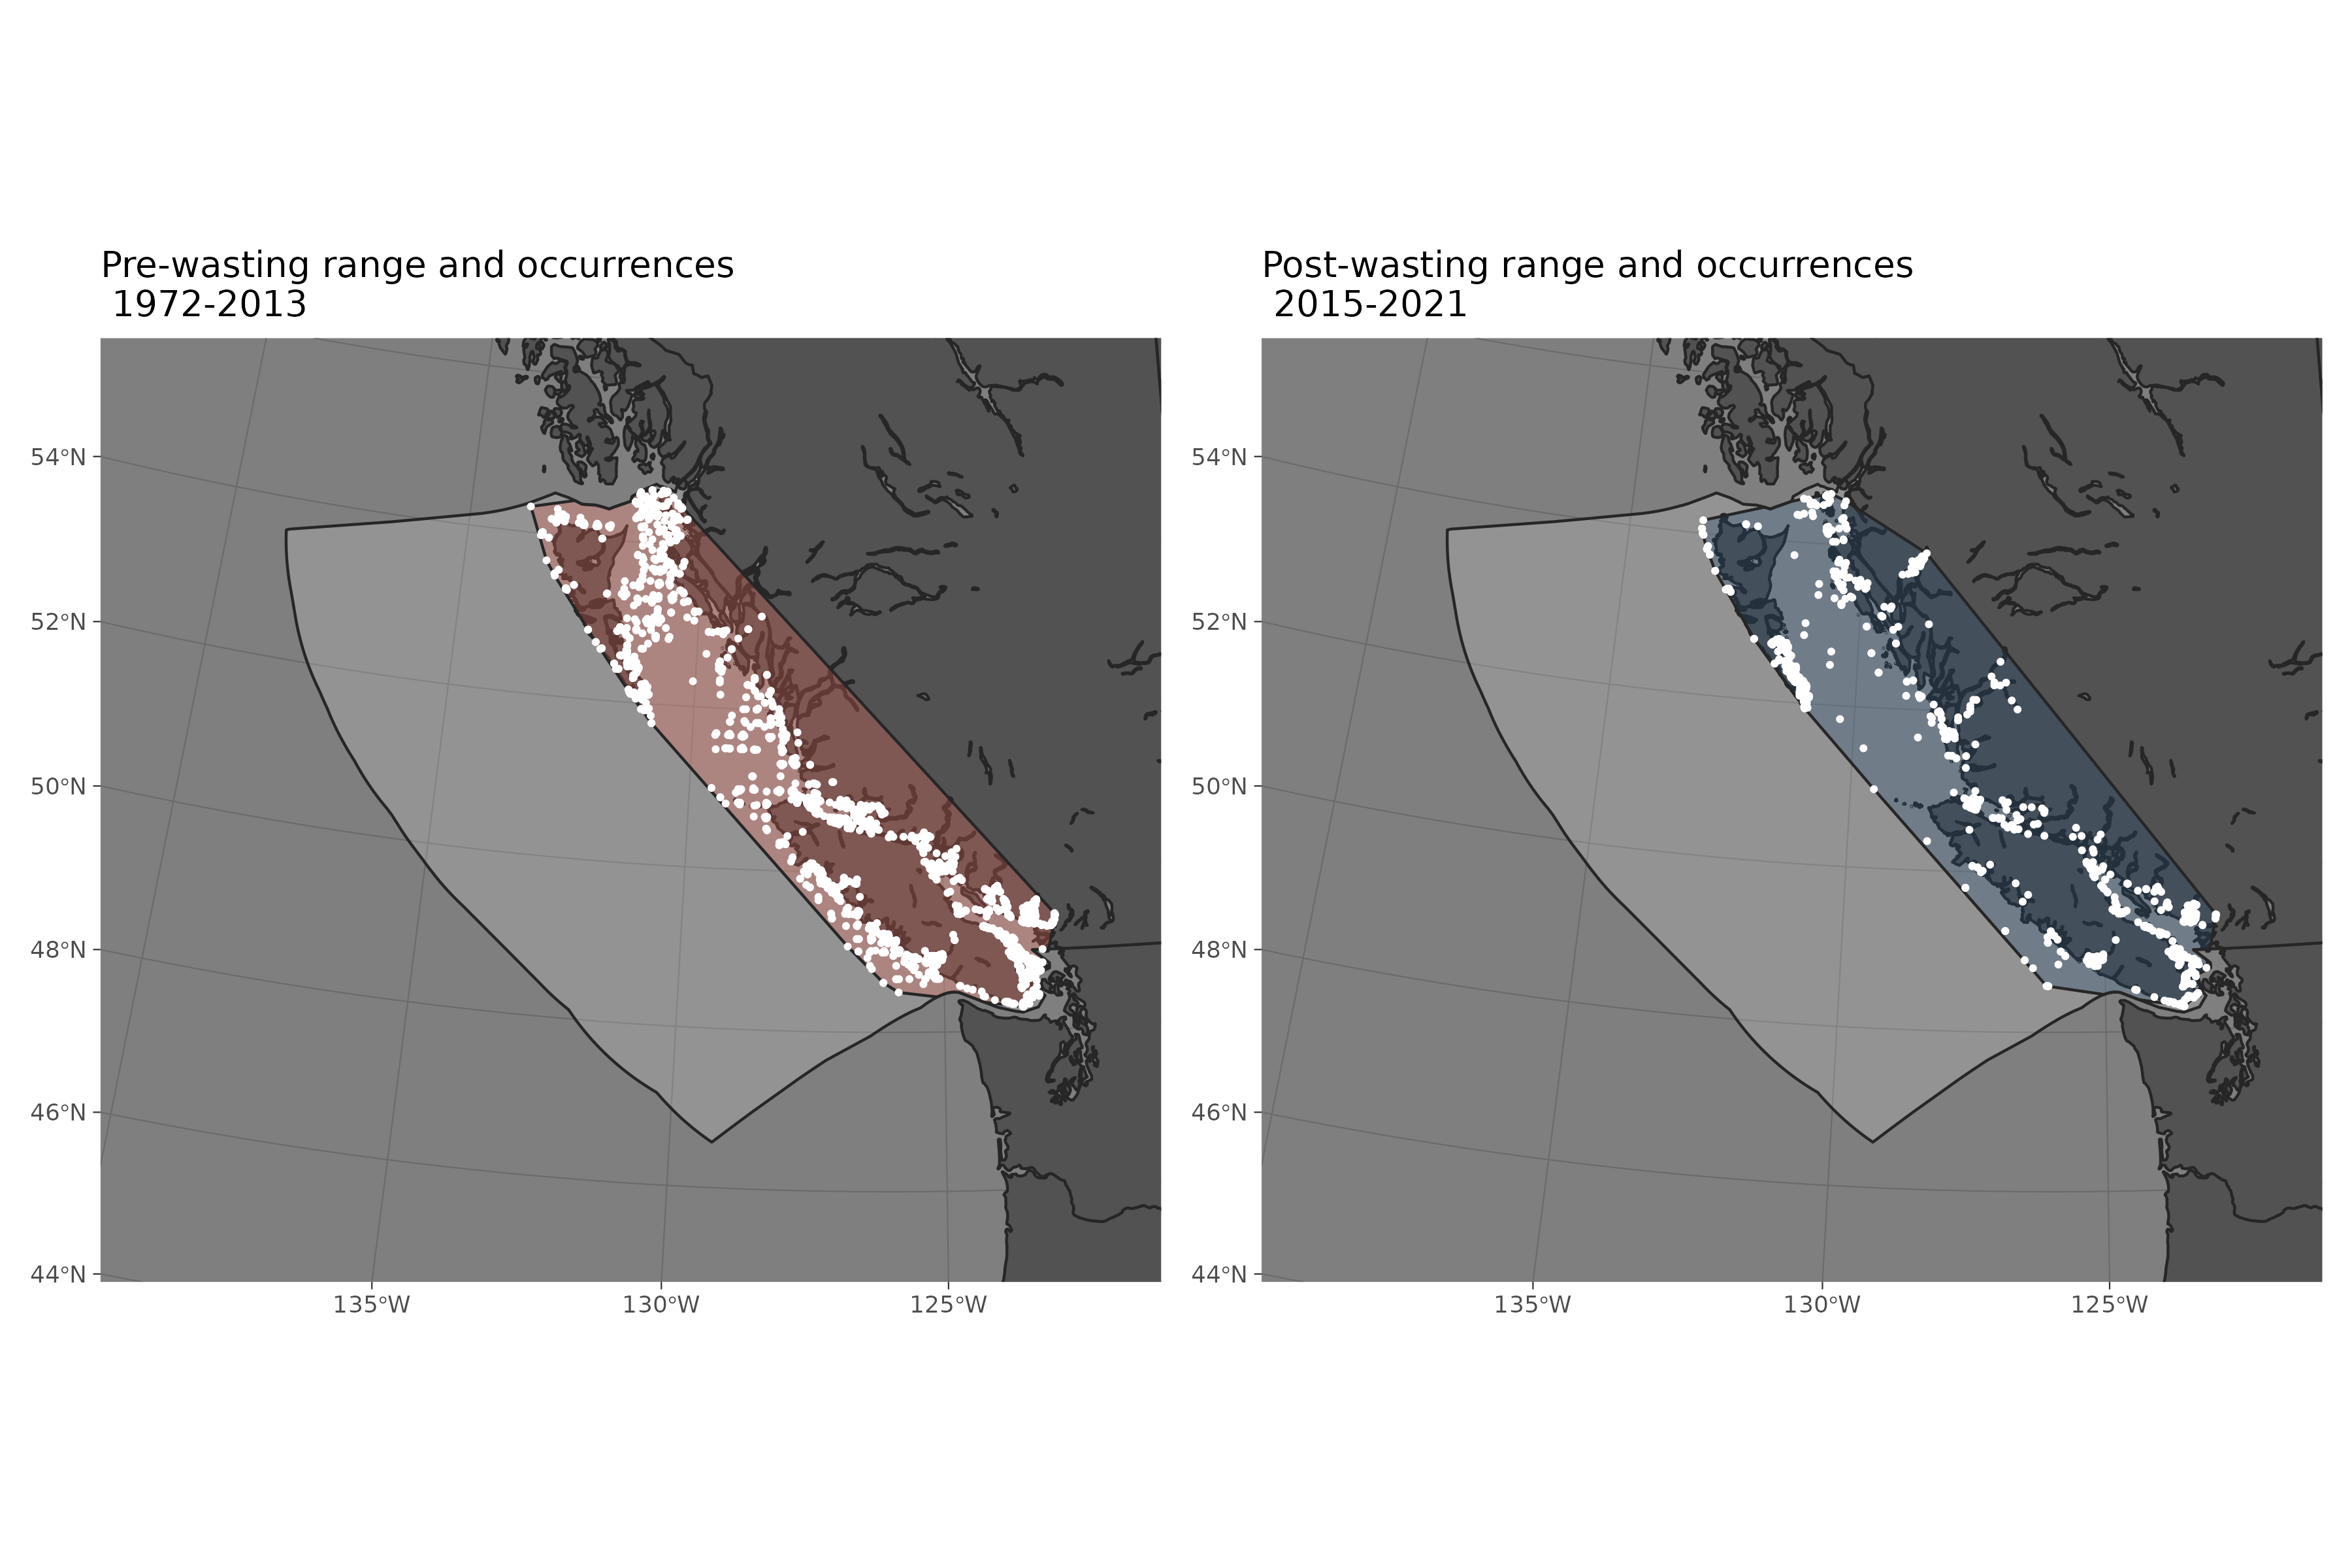 Pre-wasting range and occurrences
1972-2013
54°N
52°N
50°N
48°N
46°N
44°N
135°W
130°W
125°W
Post-wasting range and occurrences
2015-2021
54°N
52°N
50°N
48°N
46°N
44°N
135°W
130°W
125°W